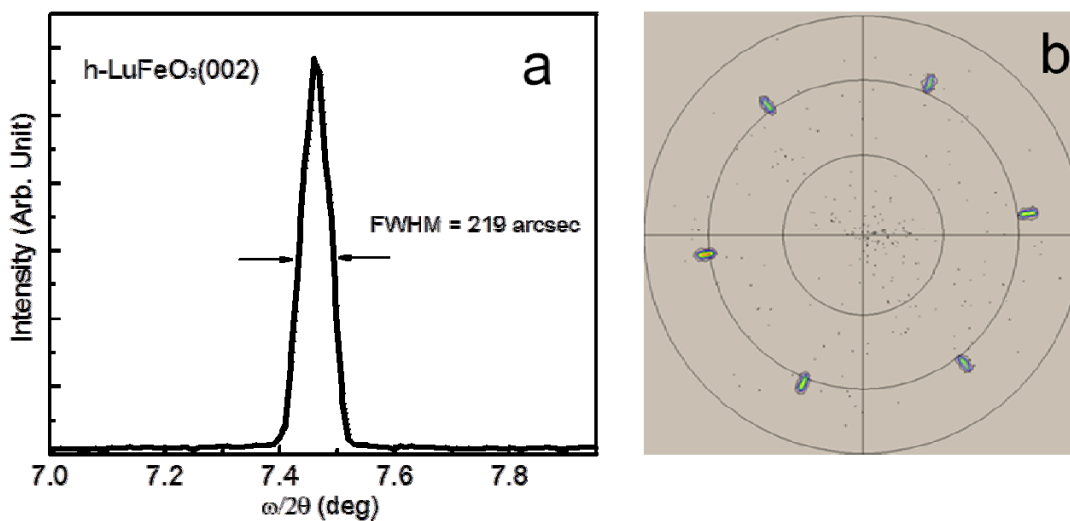 h-LuFeO₃(002)
a
b
FWHM = 219 arcsec
Intensity (Arb. Unit)
7.0 7.2 7.4 7.6 7.8
ω/2θ (deg)